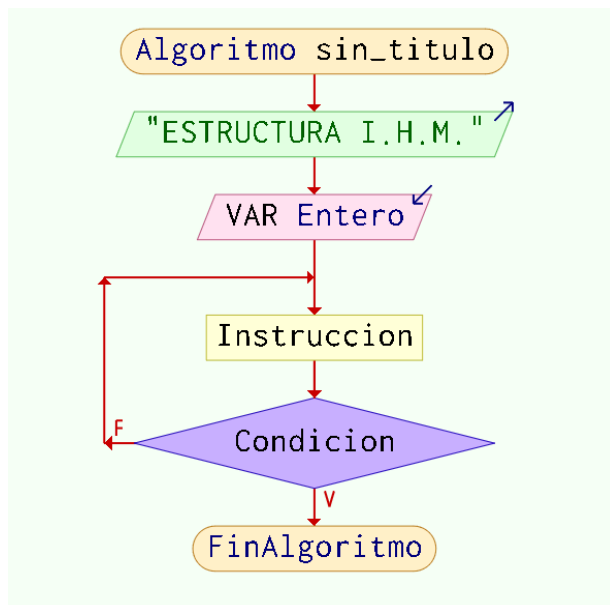 Algoritmo sin_titulo
"ESTRUCTURA I.H.M."
VAR Entero
Instruccion
F
Condicion
V
FinAlgoritmo